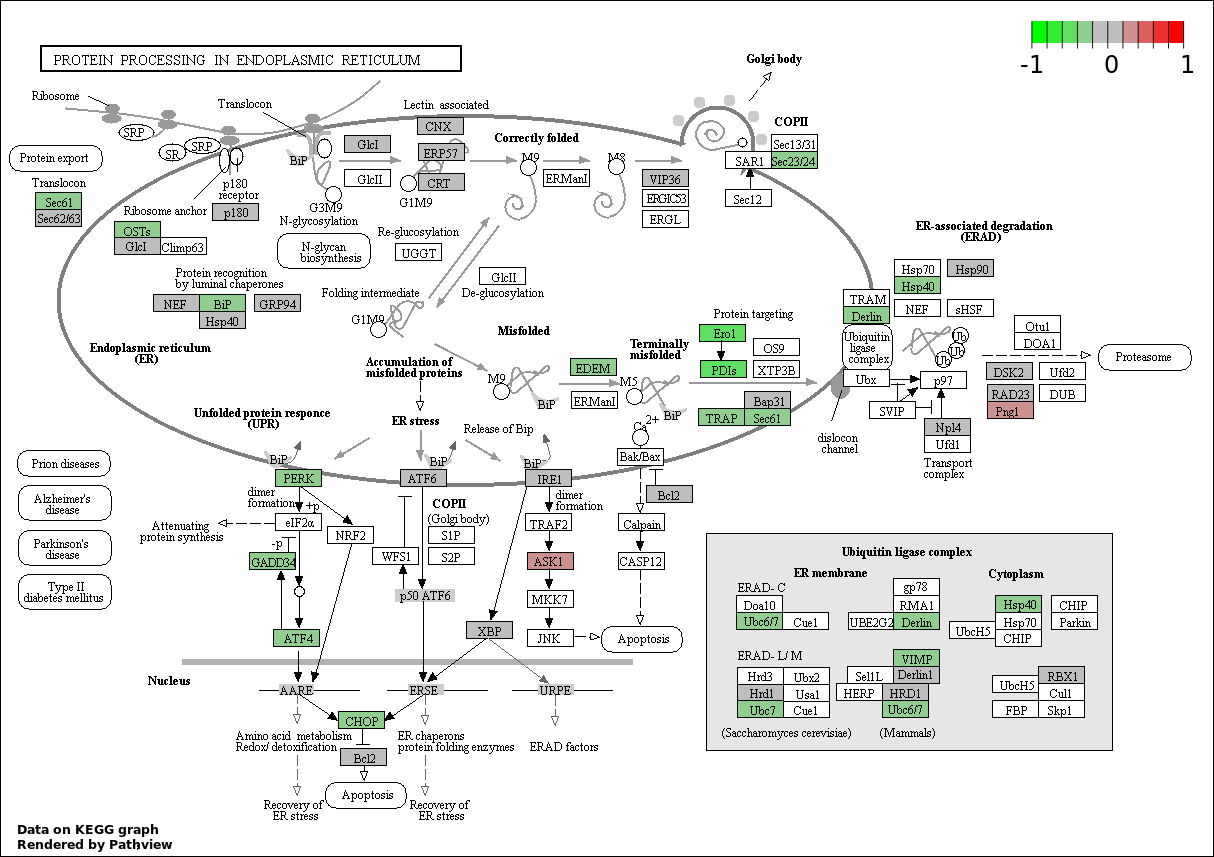 PROTEIN PROCESSING IN ENDOPLASMIC RETICULUM
-1 0 1
Golgi body
Ribosome
Translocon
Lectin associated
SRP
SR
SRP
COPII
Sec13/31
Sec23/24
SAR1
Sec12
Protein export
Translocon
Sec61
Sec62/63
p180
receptor
p180
Ribosome anchor
OSTs
GlcI
Climp63
BiP
G3M9
N-glycosylation
N-glycan
biosynthesis
GlcI
GlcII
CNX
ERP57
CRT
G1M9
Correctly folded
M9
ERManI
M8
VIP36
ERGIC53
ERGL
Re-glucosylation
UGGT
GlcII
De-glucosylation
Protein recognition
by luminal chaperones
NEF
BiP
GRP94
Hsp40
Folding intermediate
G1M9
Endoplasmic reticulum
(ER)
Misfolded
Accumulation of
misfolded proteins
M9
BiP
EDEM
ERManI
Terminally
misfolded
M5
BiP
Protein targeting
Ero1
PDIs
OS9
XTP3B
Bap31
TRAP
Sec61
ER-associated degradation
(ERAD)
Hsp70
Hsp90
Hsp40
TRAM
Derlin
NEF
sHSF
Ubiquitin
ligase
complex
Ub
Ub
Ub
Otu1
DOA1
Proteasome
Ubx
p97
SVIP
DSK2
Ufd2
RAD23
DUB
Png1
Npl4
Ufd1
Transport
complex
dislocon
channel
Unfolded protein responce
(UPR)
ER stress
Release of Bip
BiP
BiP
BiP
PERK
ATF6
IRE1
Ca2+
Bak/Bax
Bcl2
Prion diseases
Alzheimer's
disease
Parkinson's
disease
Type II
diabetes mellitus
dimer
formation
+p
eIF2α
-p
Attenuating
protein synthesis
NRF2
GADD34
ATF4
COPII
(Golgi body)
S1P
S2P
WFS1
p50 ATF6
dimer
formation
TRAF2
ASK1
MKK7
JNK
XBP
Calpain
CASP12
Apoptosis
Nucleus
AARE
ERSE
URPE
CHOP
Bcl2
Apoptosis
Amino acid metabolism
Redox/ detoxification
ER chaperons
protein folding enzymes
ERAD factors
Recovery of
ER stress
Recovery of
ER stress
Ubiquitin ligase complex
ER membrane
Cytoplasm
ERAD- C
Doa10
Ubc6/7
Cue1
gp78
RMA1
UBE2G2
Derlin
Hsp40
Hsp70
UbcH5
CHIP
CHIP
Parkin
ERAD- L/ M
Hrd3
Ubx2
Hrd1
Usa1
Ubc7
Cue1
VIMP
Sel1L
Derlin1
HERP
HRD1
Ubc6/7
RBX1
UbcH5
Cul1
FBP
Skp1
(Saccharomyces cerevisiae)
(Mammals)
Data on KEGG graph
Rendered by Pathview